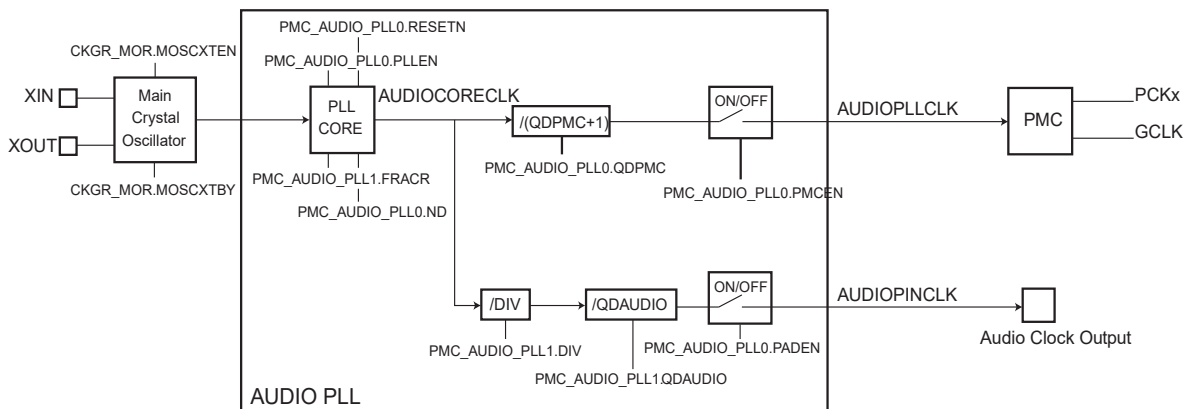 PMC_AUDIO_PLL0.RESETN
CKGR_MOR.MOSCXTEN
PMC_AUDIO_PLL0.PLLEN
XIN
XOUT
Main
Crystal
Oscillator
PLL
CORE
AUDIOCORECLK
/(QDPMC+1)
ON/OFF
AUDIOPLLCLK
PMC
PCKx
GCLK
PMC_AUDIO_PLL0.QDPMC
CKGR_MOR.MOSCXTBY
PMC_AUDIO_PLL1.FRACR
PMC_AUDIO_PLL0.PMCEN
PMC_AUDIO_PLL0.ND
/DIV
/QDAUDIO
ON/OFF
AUDIOPINCLK
Audio Clock Output
PMC_AUDIO_PLL1.DIV
PMC_AUDIO_PLL0.PADEN
PMC_AUDIO_PLL1.QDAUDIO
AUDIO PLL